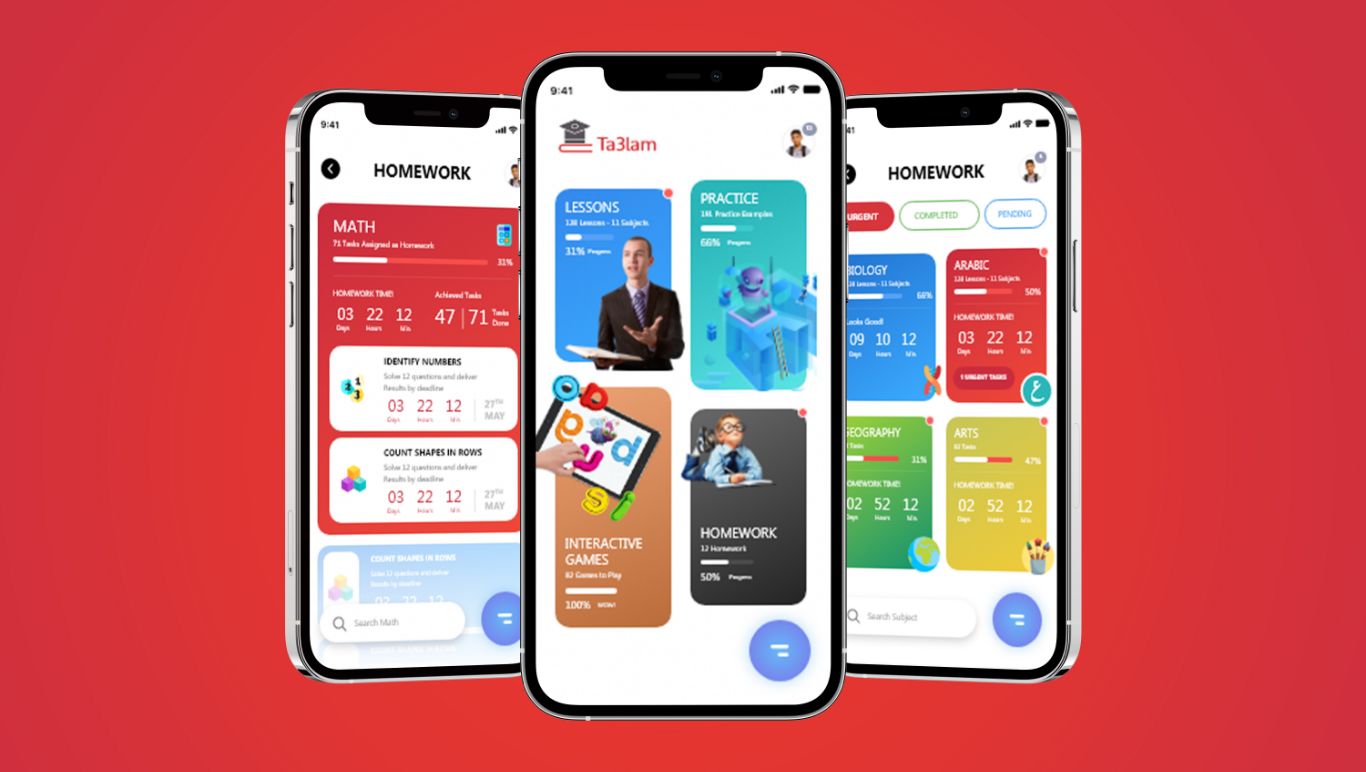 9:41
HOMEWORK
MATH
71 Tasks Assigned as Homework
31%
HOMEWORK TIME!
Achieved Tasks
03 22 12
47 | 71 Tasks Done
Days Hours Min
IDENTIFY NUMBERS
Solve 12 questions and deliver
Results by deadline
03 22 12
Days Hours Min
27TH
MAY
COUNT SHAPES IN ROWS
Solve 12 questions and deliver
Results by deadline
03 22 12
Days Hours Min
27TH
MAY
COUNT SHAPES IN ROWS
Solve 12 questions and deliver
Results by deadline
03 22 12
Search Math
9:41
Ta3lam
LESSONS
128 Lessons - 11 Subjects
31% Progress
PRACTICE
Practice Examples
66% Progress
INTERACTIVE
GAMES
82 Games to Play
100% WOW!
HOMEWORK
12 Homework
50% Progress
41
HOMEWORK
URGENT
COMPLETED
PENDING
BIOLOGY
128 Lessons - 11 Subjects
66%
Looks Good!
09 10 12
Days Hours Min
ARABIC
128 Lessons - 11 Subjects
50%
HOMEWORK TIME!
03 22 12
Days Hours Min
1 URGENT TASKS
ع
GEOGRAPHY
Tasks
31%
HOMEWORK TIME!
02 52 12
Days Hours Min
ARTS
Tasks
47%
HOMEWORK TIME!
02 52 12
Days Hours Min
Search Subject